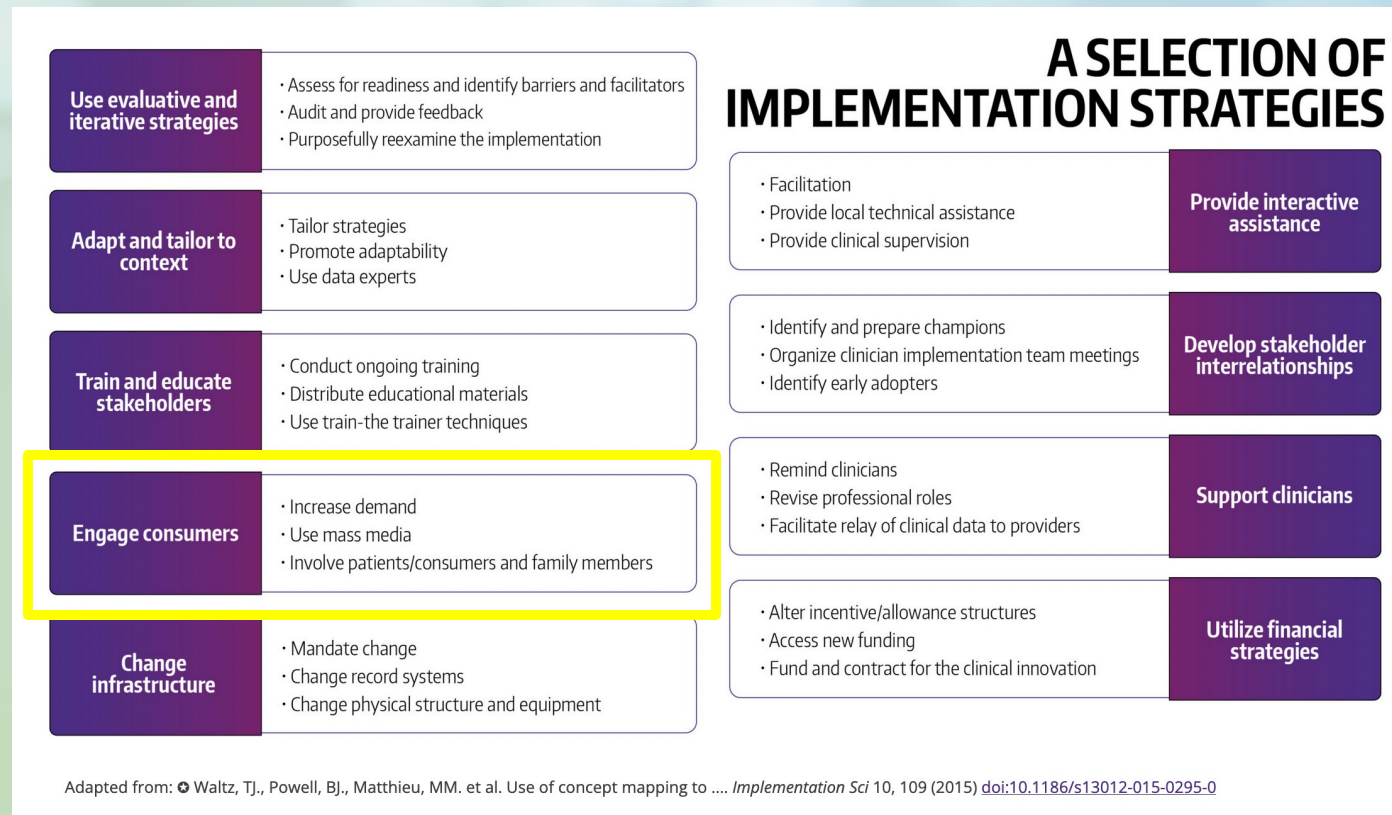 A SELECTION OF
IMPLEMENTATION STRATEGIES
Use evaluative and
iterative strategies
· Assess for readiness and identify barriers and facilitators
· Audit and provide feedback
· Purposefully reexamine the implementation
Adapt and tailor to
context
· Tailor strategies
· Promote adaptability
· Use data experts
Train and educate
stakeholders
· Conduct ongoing training
· Distribute educational materials
· Use train-the trainer techniques
Engage consumers
· Increase demand
· Use mass media
· Involve patients/consumers and family members
Change
infrastructure
· Mandate change
· Change record systems
· Change physical structure and equipment
· Facilitation
· Provide local technical assistance
· Provide clinical supervision
Provide interactive
assistance
· Identify and prepare champions
· Organize clinician implementation team meetings
· Identify early adopters
Develop stakeholder
interrelationships
· Remind clinicians
· Revise professional roles
· Facilitate relay of clinical data to providers
Support clinicians
· Alter incentive/allowance structures
· Access new funding
· Fund and contract for the clinical innovation
Utilize financial
strategies
Adapted from: ✪ Waltz, TJ., Powell, BJ., Matthieu, MM. et al. Use of concept mapping to .... Implementation Sci 10, 109 (2015) doi:10.1186/s13012-015-0295-0